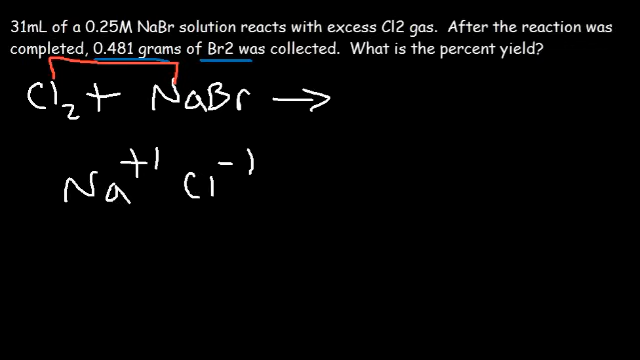 31mL of a 0.25M NaBr solution reacts with excess Cl2 gas.  After the reaction was
completed, 0.481 grams of Br2 was collected.  What is the percent yield?
Cl₂ + NaBr →
Na⁺¹ Cl⁻¹